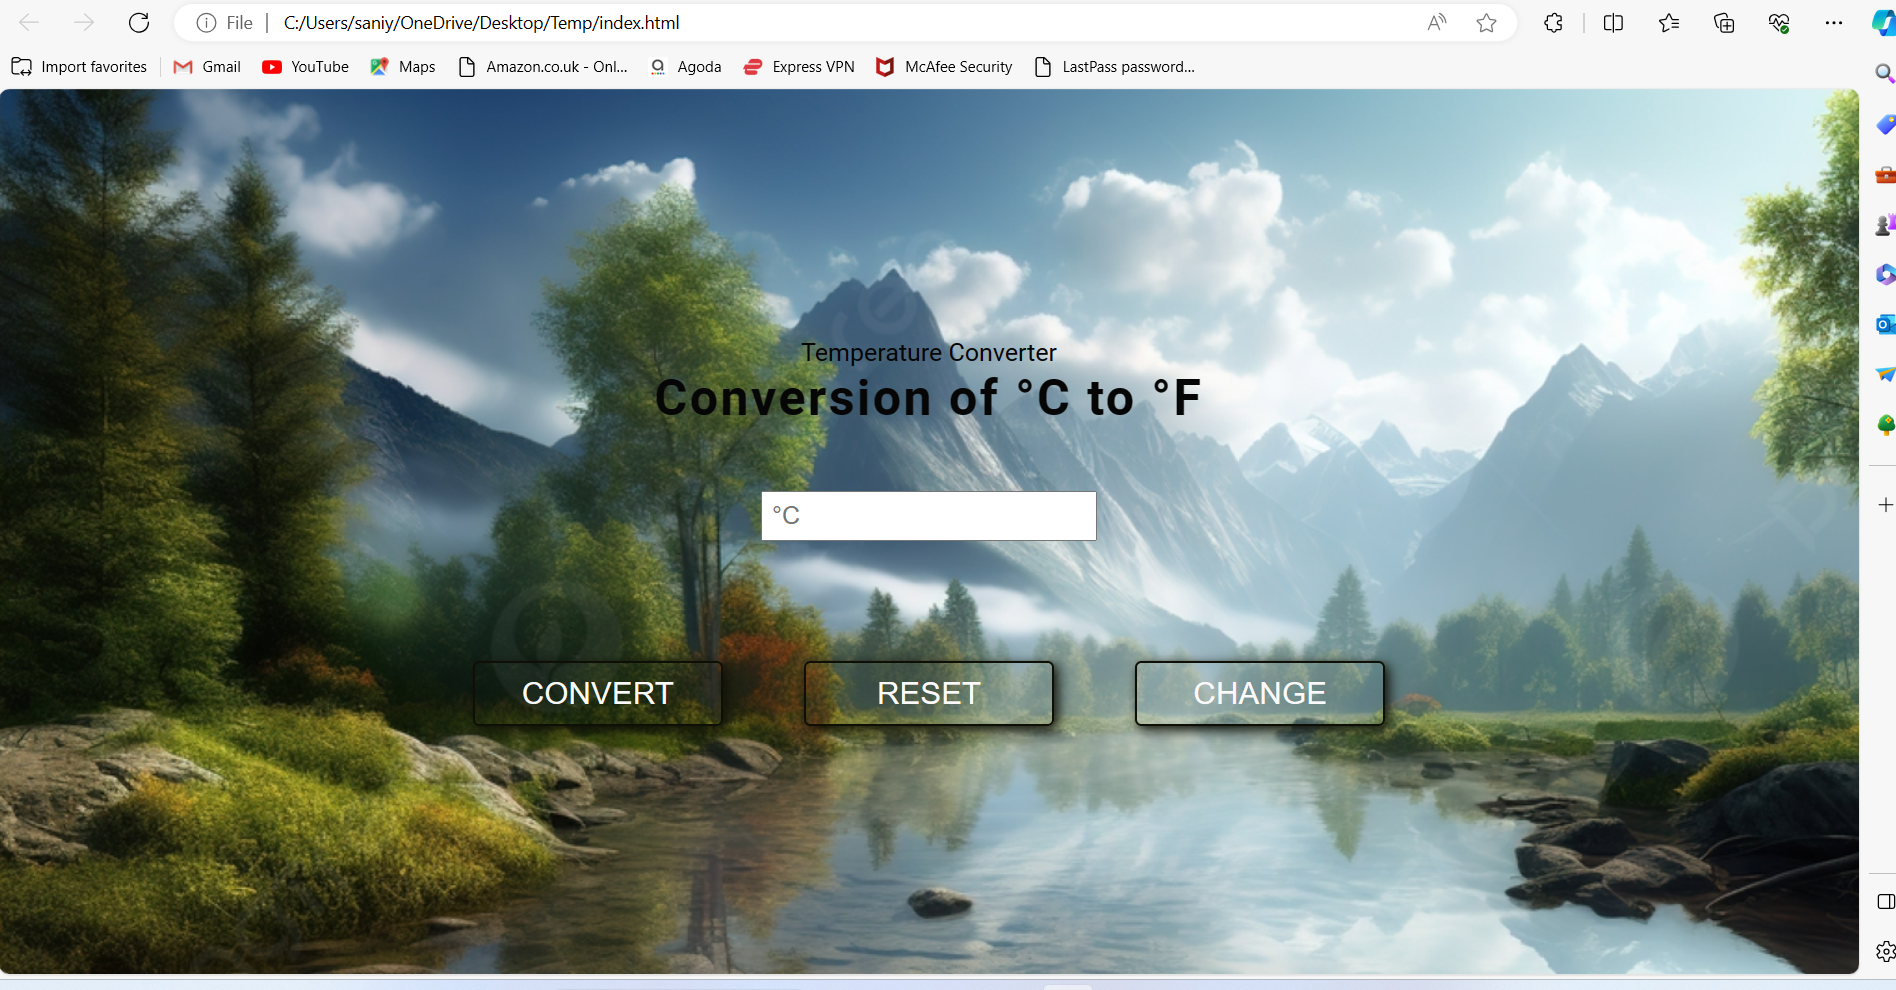 File C:/Users/saniy/OneDrive/Desktop/Temp/index.html
Import favorites Gmail YouTube Maps Amazon.co.uk - Onl... Agoda Express VPN McAfee Security LastPass password...
Temperature Converter
Conversion of °C to °F
°C
CONVERT RESET CHANGE